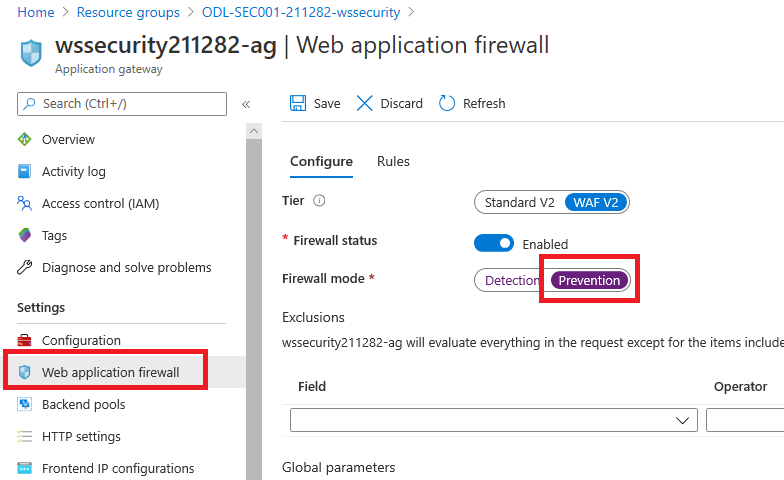 Home > Resource groups > ODL-SEC001-211282-wssecurity >
wssecurity211282-ag | Web application firewall
Application gateway
Search (Ctrl+/)
«
Overview
Activity log
Access control (IAM)
Tags
Diagnose and solve problems
Settings
Configuration
Web application firewall
Backend pools
HTTP settings
Frontend IP configurations
Save Discard Refresh
Configure Rules
Tier Standard V2 WAF V2
* Firewall status Enabled
Firewall mode * Detection Prevention
Exclusions
wssecurity211282-ag will evaluate everything in the request except for the items include
Field Operator
Global parameters